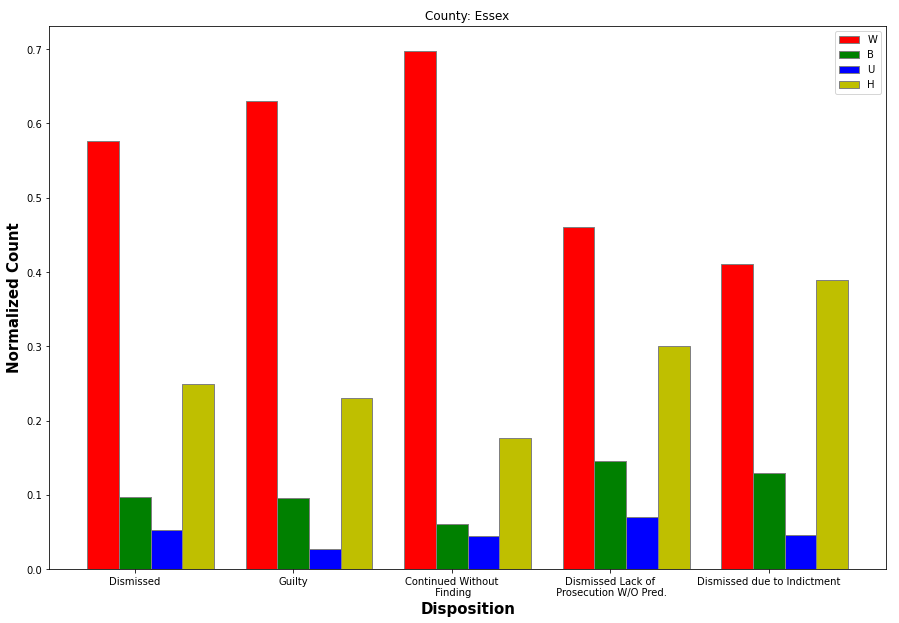 County: Essex
W
B
U
H
Normalized Count
0.7
0.6
0.5
0.4
0.3
0.2
0.1
0.0
Dismissed
Guilty
Continued Without
Finding
Dismissed Lack of
Prosecution W/O Pred.
Dismissed due to Indictment
Disposition